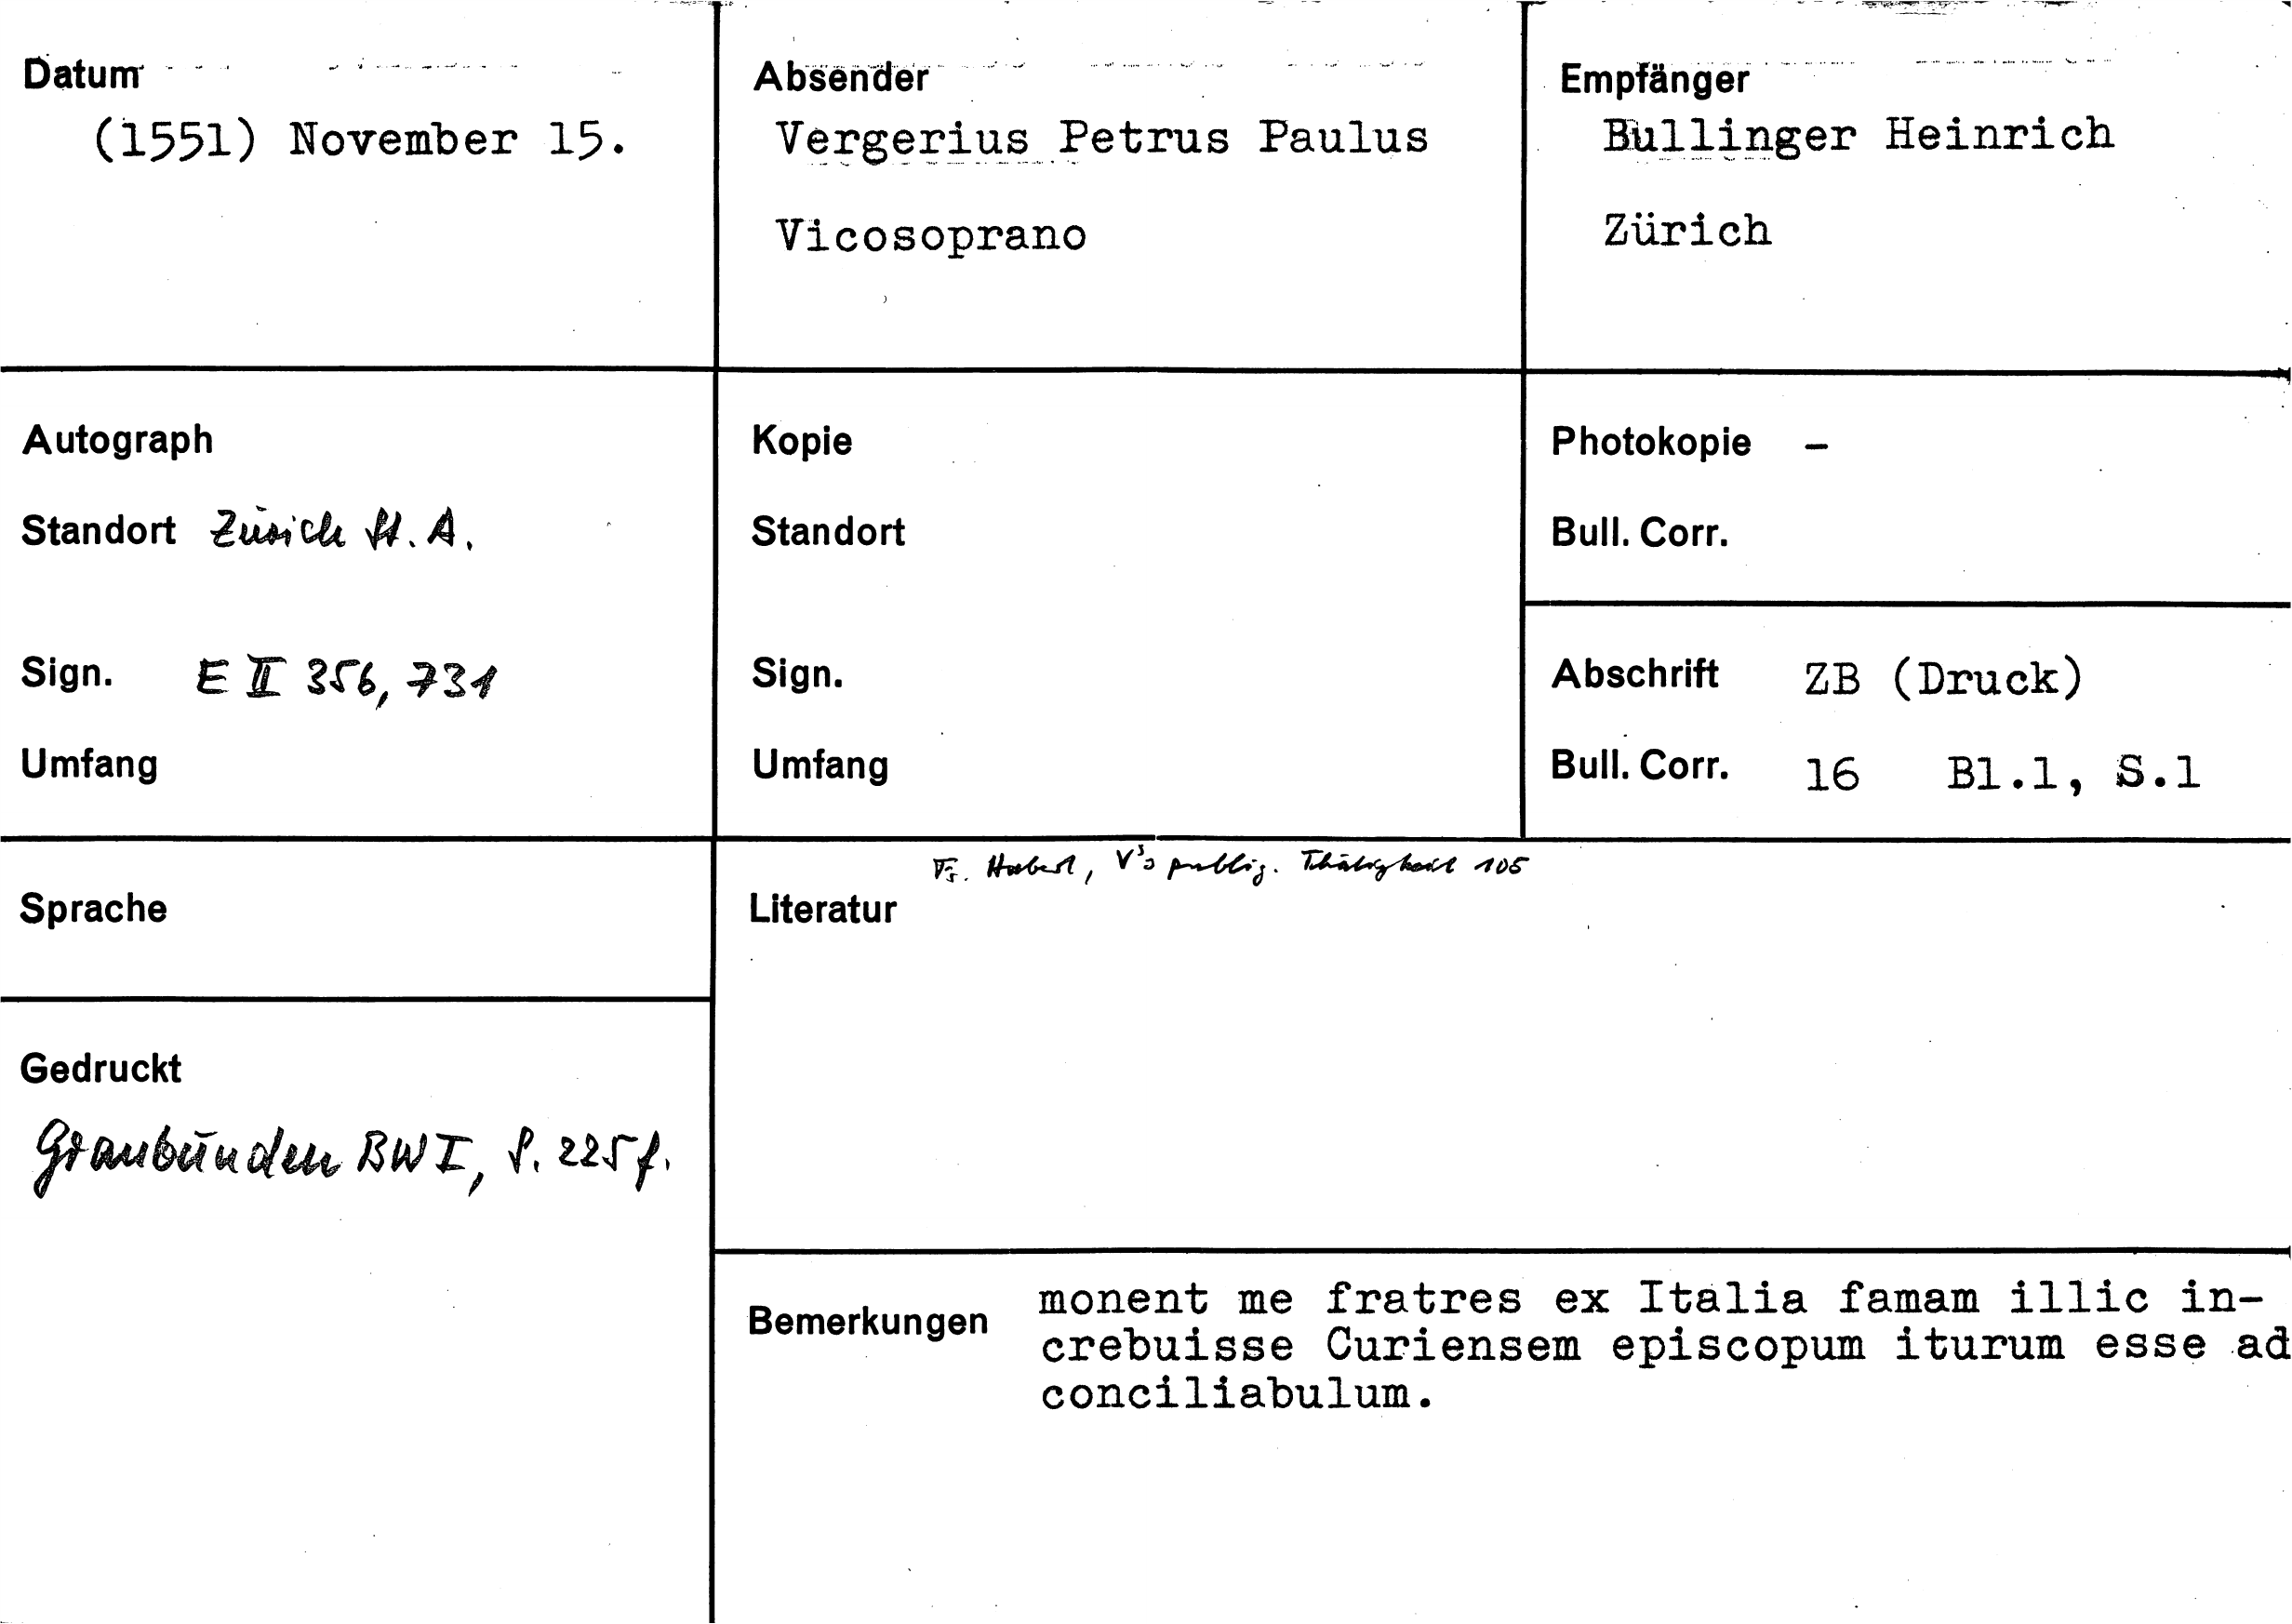 Datum
(1551) November 15.
Absender
Vergerius Petrus Paulus
Vicosoprano
Empfänger
Bullinger Heinrich
Zürich
Autograph
Standort Zürich St. A.
Sign. E II 356, 731
Umfang
Kopie
Standort
Sign.
Umfang
Photokopie –
Bull. Corr.
Abschrift ZB (Druck)
Bull. Corr. 16 Bl.1, S.1
Sprache
Gedruckt
Graubünden BW I, S. 225 f.
Fr. Hubert, V's publiz. Thätigkeit 105
Literatur
Bemerkungen
monent me fratres ex Italia famam illic in-
crebuisse Curiensem episcopum iturum esse ad
conciliabulum.